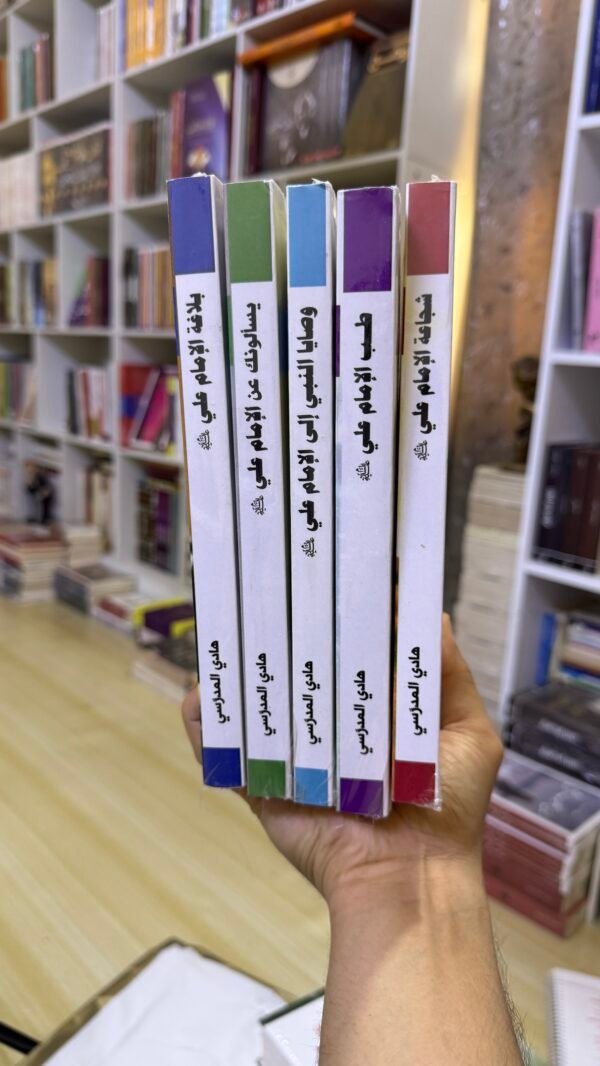 بلاغة الإمام علي
هادي المدرسي
يسألونك عن الإمام علي
هادي المدرسي
وصايا النبي إلى الإمام علي
هادي المدرسي
طب الإمام علي
هادي المدرسي
شجاعة الإمام علي
هادي المدرسي